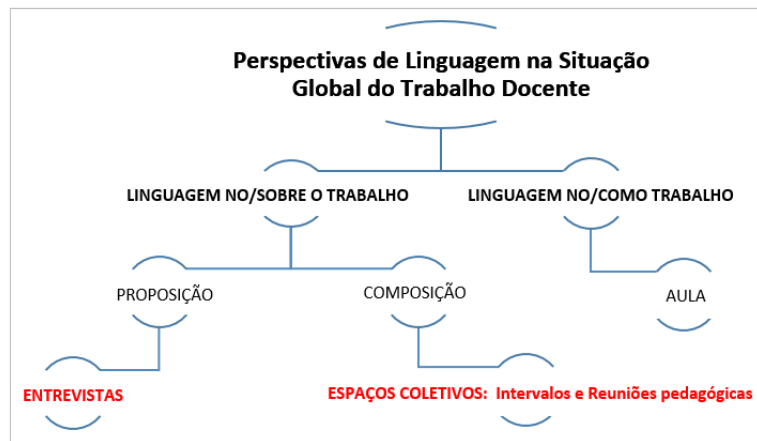 Perspectivas de Linguagem na Situação
Global do Trabalho Docente
LINGUAGEM NO/SOBRE O TRABALHO
LINGUAGEM NO/COMO TRABALHO
PROPOSIÇÃO
COMPOSIÇÃO
AULA
ENTREVISTAS
ESPAÇOS COLETIVOS: Intervalos e Reuniões pedagógicas